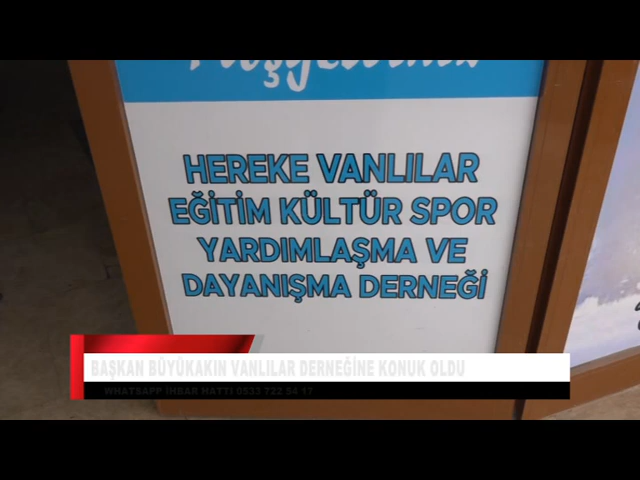 HEREKE VANLILAR
EĞİTİM KÜLTÜR SPOR
YARDIMLAŞMA VE
DAYANIŞMA DERNEĞİ
BAŞKAN BÜYÜKAKIN VANLILAR DERNEĞİNE KONUK OLDU
WHATSAPP İHBAR HATTI 0533 722 54 17